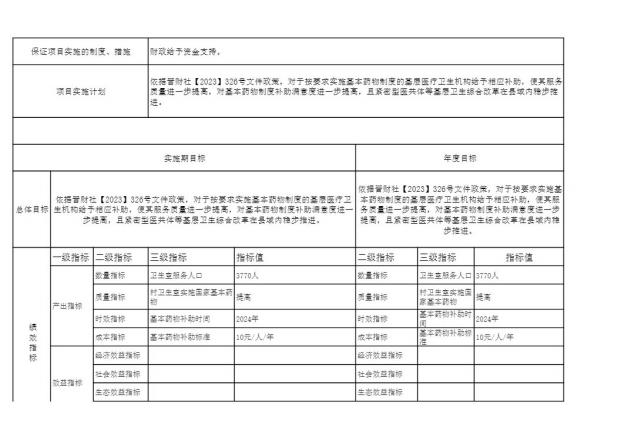 保证项目实施的制度、措施 财政给予资金支持。
项目实施计划
依据晋财社【2023】326号文件政策，对于按要求实施基本药物制度的基层医疗卫生机构给予相应补助，使其服务
质量进一步提高，对基本药物制度补助满意度进一步提高，且紧密型医共体等基层卫生综合改革在县域内稳步推
进。
实施期目标 年度目标
总体目标
依据晋财社【2023】326号文件政策，对于按要求实施基本药物制度的基层医疗卫
生机构给予相应补助，使其服务质量进一步提高，对基本药物制度补助满意度进一
步提高，且紧密型医共体等基层卫生综合改革在县域内稳步推进。
依据晋财社【2023】326号文件政策，对于按要求实施基
本药物制度的基层医疗卫生机构给予相应补助，使其服
务质量进一步提高，对基本药物制度补助满意度进一步
提高，且紧密型医共体等基层卫生综合改革在县域内稳
步推进。
绩效指标
一级指标 二级指标 三级指标 指标值 二级指标 三级指标 指标值
产出指标
数量指标 卫生室服务人口 3770人 数量指标 卫生室服务人口 3770人
质量指标 村卫生室实施国家基本药
物 提高 质量指标 村卫生室实施国
家基本药物 提高
时效指标 基本药物补助时间 2024年 时效指标 基本药物补助时
间 2024年
成本指标 基本药物补助标准 10元/人/年 成本指标 基本药物补助标
准 10元/人/年
效益指标
经济效益指标 经济效益指标
社会效益指标 社会效益指标
生态效益指标 生态效益指标